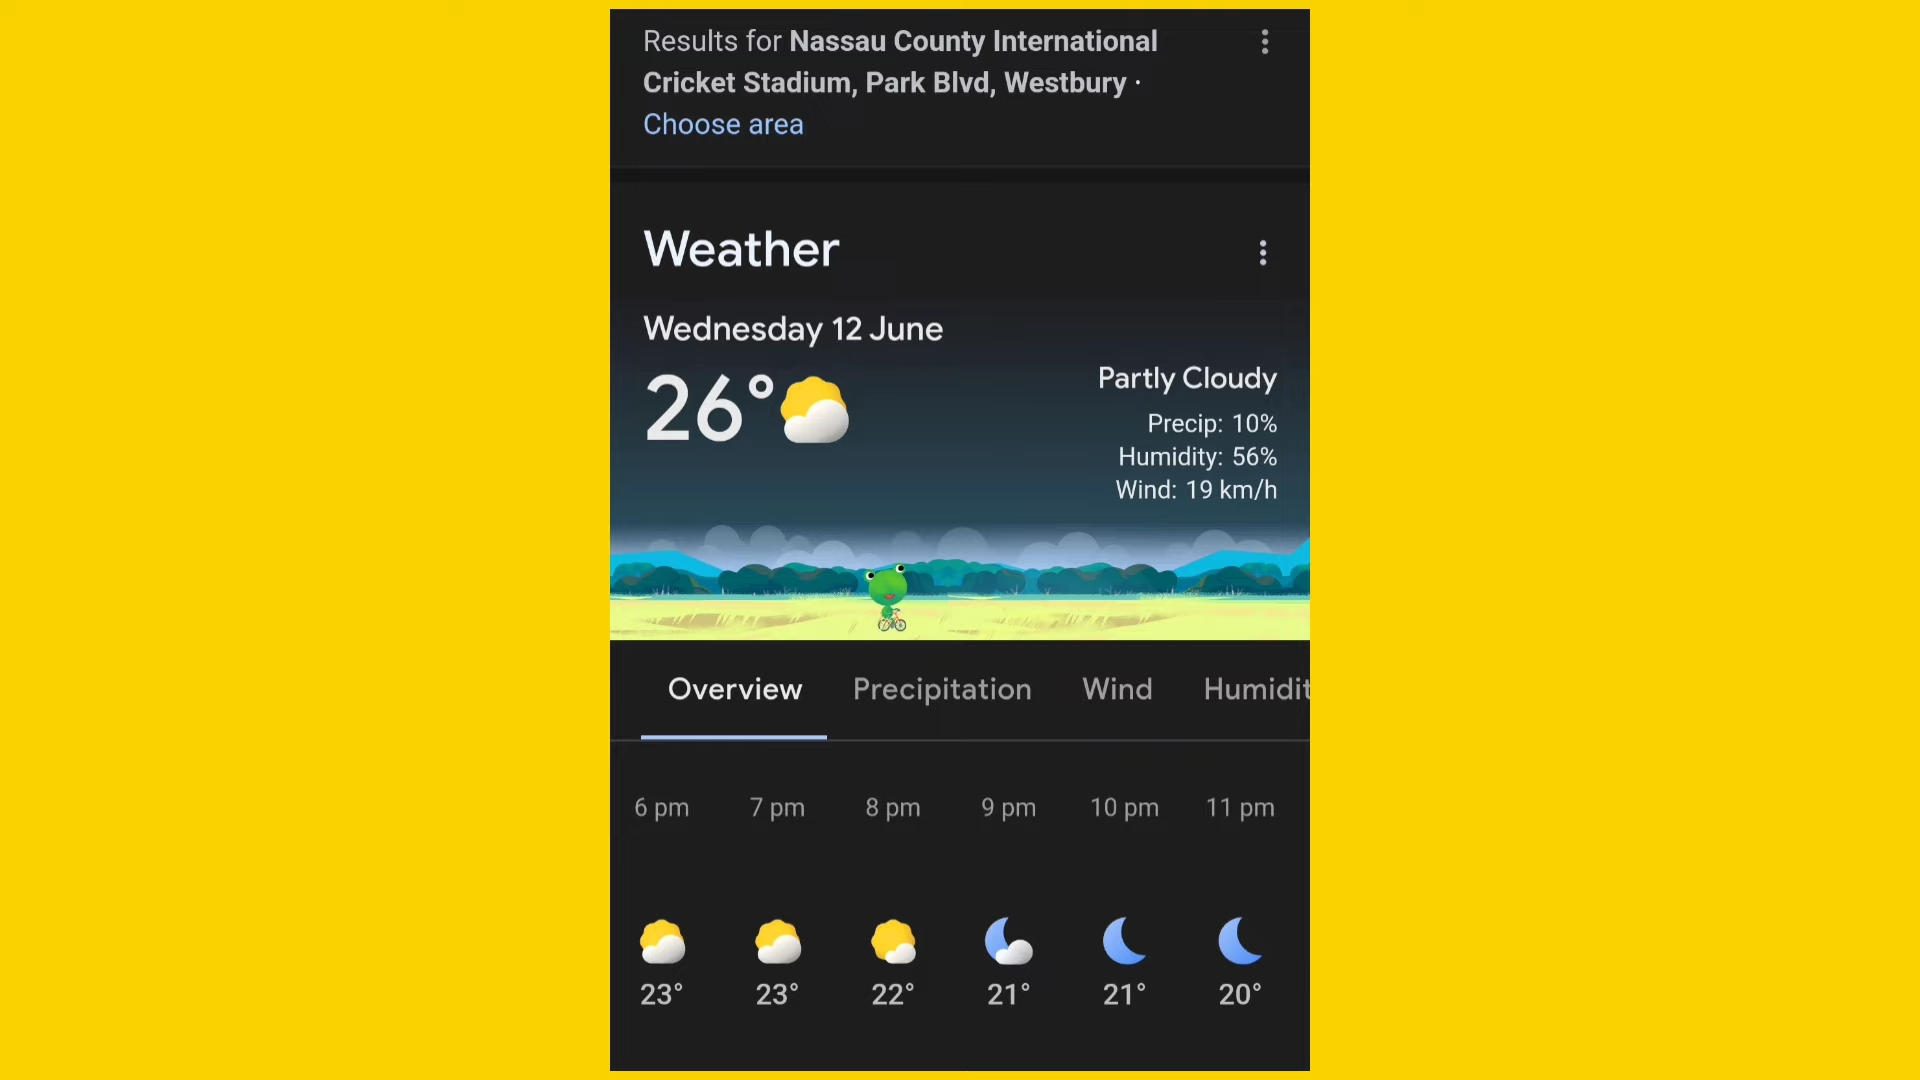 Results for Nassau County International
Cricket Stadium, Park Blvd, Westbury ·
Choose area
Weather
Wednesday 12 June
26°
Partly Cloudy
Precip: 10%
Humidity: 56%
Wind: 19 km/h
Overview Precipitation Wind Humidit
6 pm 7 pm 8 pm 9 pm 10 pm 11 pm
23° 23° 22° 21° 21° 20°